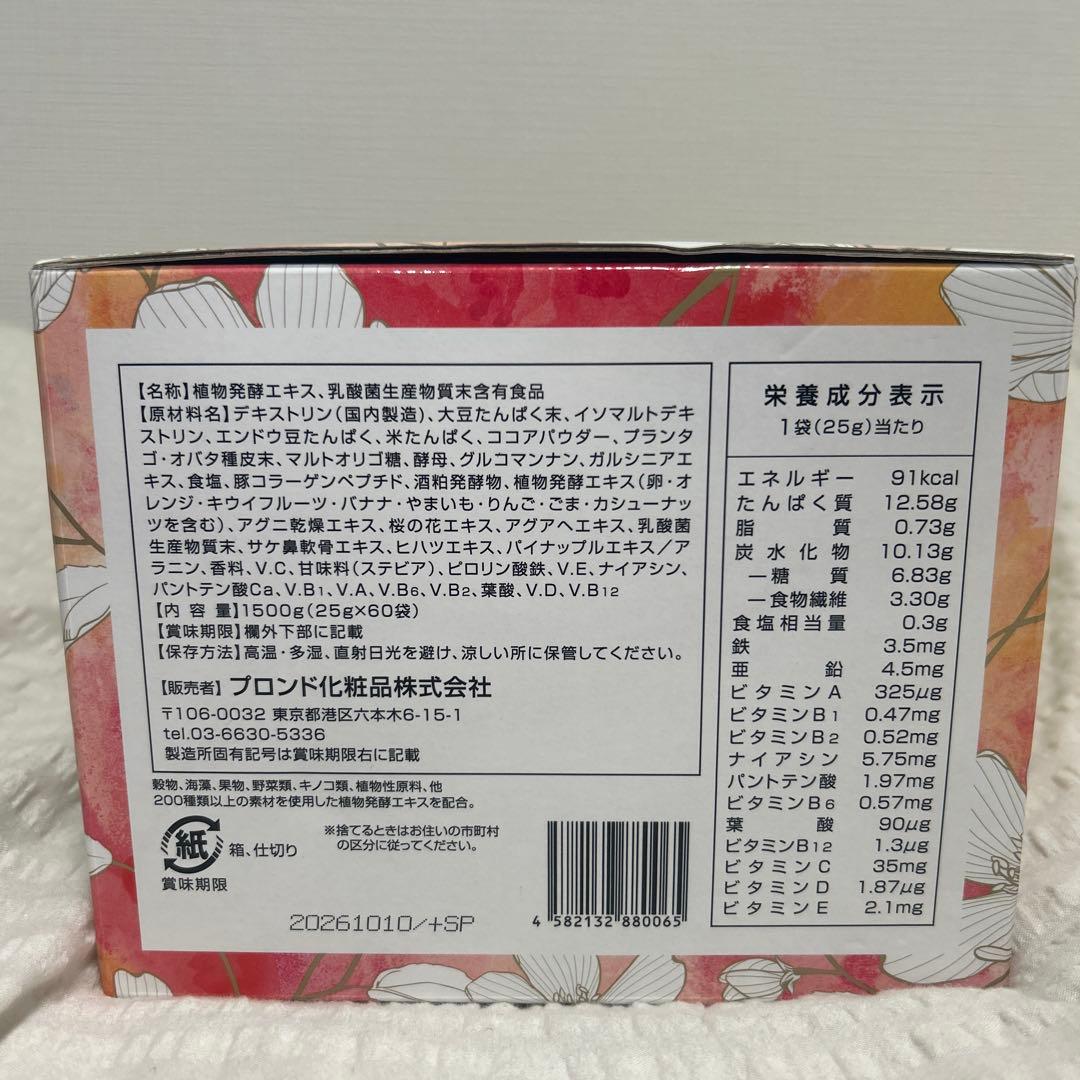 【名称】植物発酵エキス、乳酸菌生産物質末含有食品
【原材料名】デキストリン(国内製造)、大豆たんぱく末、イソマルトデキ
ストリン、エンドウ豆たんぱく、米たんぱく、ココアパウダー、プランタ
ゴ・オバタ種皮末、マルトオリゴ糖、酵母、グルコマンナン、ガルシニアエ
キス、食塩、豚コラーゲンペプチド、酒粕発酵物、植物発酵エキス(卵・オ
レンジ・キウイフルーツ・バナナ・やまいも・りんご・ごま・カシューナッ
ツを含む)、アグニ乾燥エキス、桜の花エキス、アグアヘエキス、乳酸菌
生産物質末、サケ鼻軟骨エキス、ヒハツエキス、パイナップルエキス/ア
ラニン、香料、V.C、甘味料(ステビア)、ピロリン酸鉄、V.E、ナイアシン、
パントテン酸Ca、V.B1、V.A、V.B6、V.B2、葉酸、V.D、V.B12
【内容量】1500g(25g×60袋)
【賞味期限】欄外下部に記載
【保存方法】高温・多湿、直射日光を避け、涼しい所に保管してください。
【販売者】ブロンド化粧品株式会社
〒106-0032 東京都港区六本木6-15-1
tel.03-6630-5336
製造所固有記号は賞味期限右に記載
穀物、海藻、果物、野菜類、キノコ類、植物性原料、他
200種類以上の素材を使用した植物発酵エキスを配合。
紙
箱、仕切り
※捨てるときはお住いの市町村
の区分に従ってください。
賞味期限
20261010/+SP
4 582132 880065
栄養成分表示
1袋(25g)当たり
エネルギー 91kcal
たんぱく質 12.58g
脂質 0.73g
炭水化物 10.13g
―糖質 6.83g
―食物繊維 3.30g
食塩相当量 0.3g
鉄 3.5mg
亜鉛 4.5mg
ビタミンA 325μg
ビタミンB1 0.47mg
ビタミンB2 0.52mg
ナイアシン 5.75mg
パントテン酸 1.97mg
ビタミンB6 0.57mg
葉酸 90μg
ビタミンB12 1.3μg
ビタミンC 35mg
ビタミンD 1.87μg
ビタミンE 2.1mg